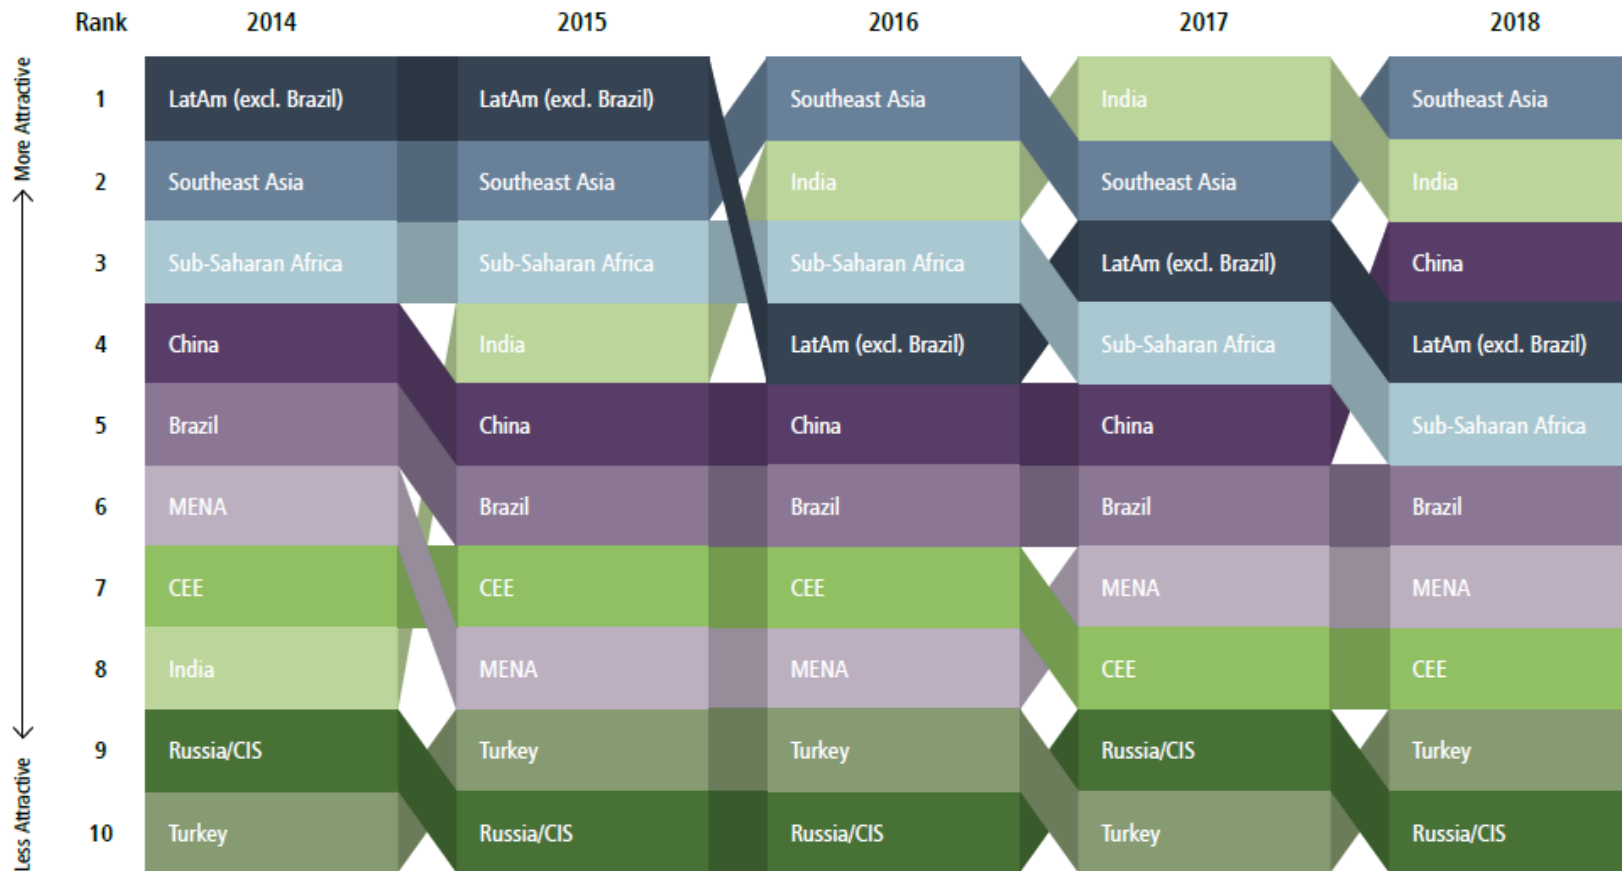 Rank 2014 2015 2016 2017 2018
More Attractive
Less Attractive
1 LatAm (excl. Brazil) LatAm (excl. Brazil) Southeast Asia India Southeast Asia
2 Southeast Asia Southeast Asia India Southeast Asia India
3 Sub-Saharan Africa Sub-Saharan Africa Sub-Saharan Africa LatAm (excl. Brazil) China
4 China India LatAm (excl. Brazil) Sub-Saharan Africa LatAm (excl. Brazil)
5 Brazil China China China Sub-Saharan Africa
6 MENA Brazil Brazil Brazil Brazil
7 CEE CEE CEE MENA MENA
8 India MENA MENA CEE CEE
9 Russia/CIS Turkey Turkey Russia/CIS Turkey
10 Turkey Russia/CIS Russia/CIS Turkey Russia/CIS